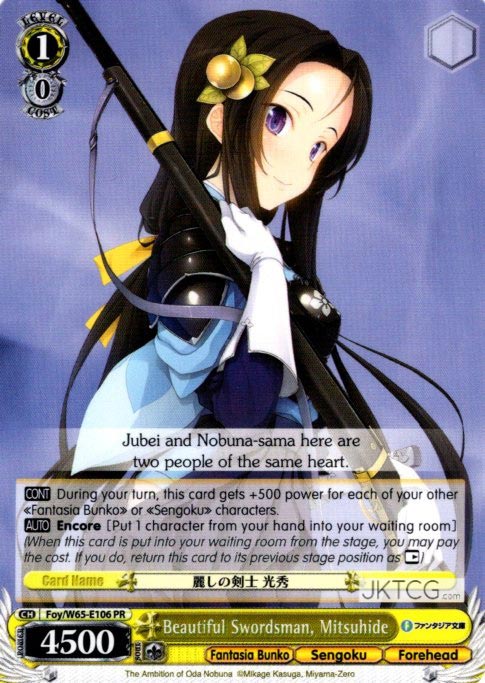 LEVEL
1
0
COST
Jubei and Nobuna-sama here are
two people of the same heart.
CONT During your turn, this card gets +500 power for each of your other
«Fantasia Bunko» or «Sengoku» characters.
AUTO Encore [Put 1 character from your hand into your waiting room]
(When this card is put into your waiting room from the stage, you may pay
the cost. If you do, return this card to its previous stage position as
Card Name 麗しの剣士 光秀
JKTCG.com
CH Foy/W65-E106 PR
Beautiful Swordsman, Mitsuhide ファンタジア文庫
POWER 4500 SOUL
Fantasia Bunko Sengoku Forehead
The Ambition of Oda Nobuna ©Mikage Kasuga, Miyama-Zero